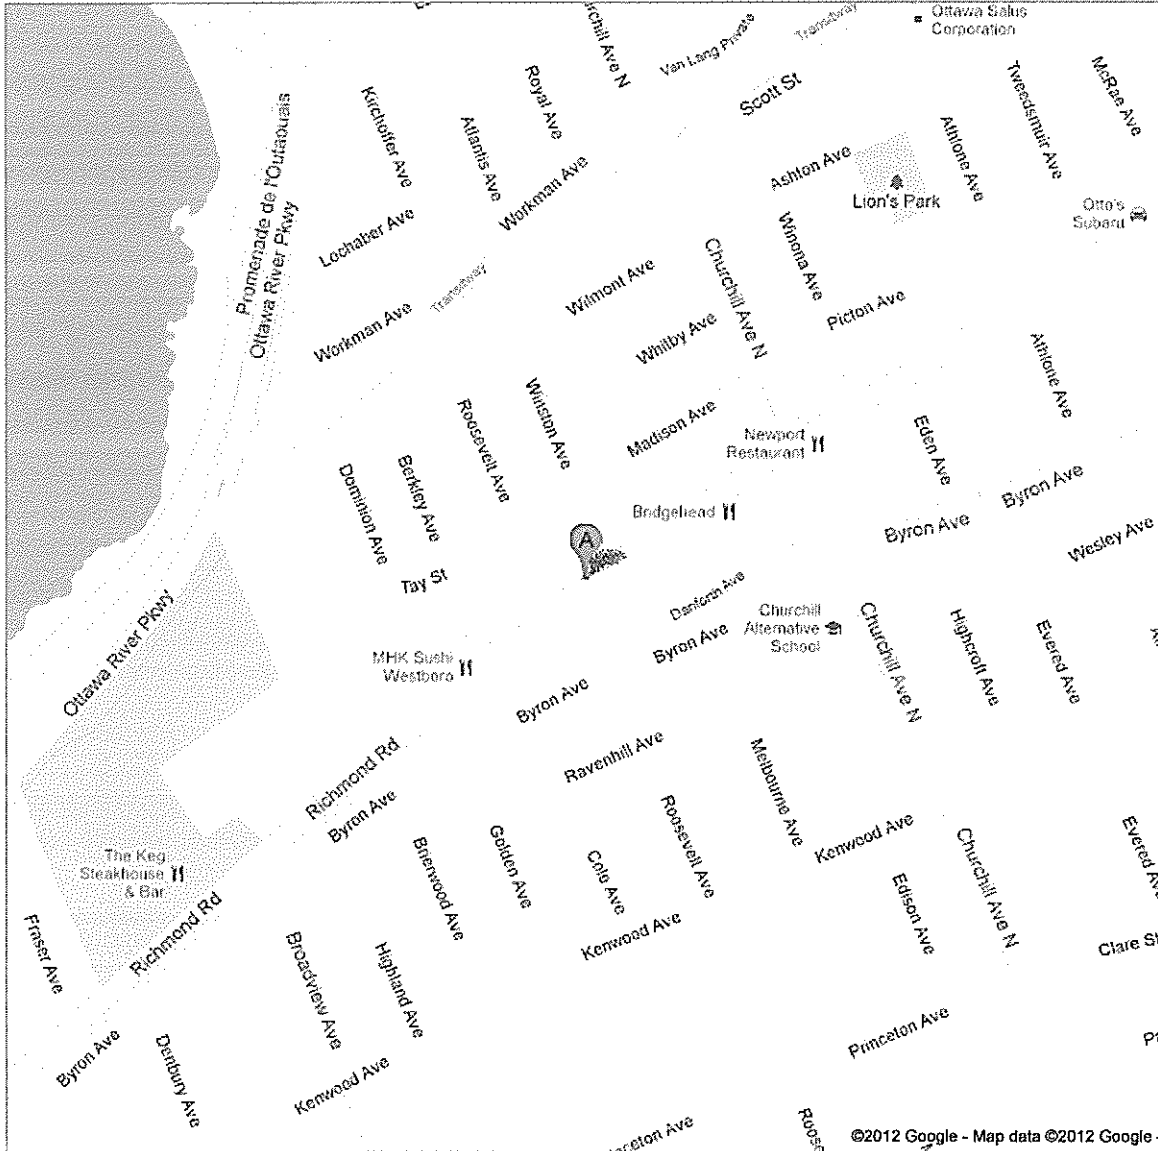 Ottawa Salus
Corporation
Churchill Ave N
Van Lang Private
Transitway
Scott St
Tweedsmuir Ave
McRae Ave
Royal Ave
Kirchoffer Ave
Atlantis Ave
Workman Ave
Ashton Ave
Athlone Ave
Lion's Park
Otto's
Subaru
Promenade de l'Outaouais
Ottawa River Pkwy
Lochaber Ave
Transitway
Wilmont Ave
Churchill Ave N
Winona Ave
Picton Ave
Workman Ave
Whitby Ave
Athlone Ave
Roosevelt Ave
Winston Ave
Madison Ave
Newport
Restaurant
Eden Ave
Dominion Ave
Berkley Ave
Bridgehead
Byron Ave
Byron Ave
Wesley Ave
A
Tay St
Danforth Ave
Byron Ave
Churchill
Alternative
School
Churchill Ave N
Highcroft Ave
Evered Ave
Ottawa River Pkwy
MHK Sushi
Westboro
Byron Ave
Ravenhill Ave
Melbourne Ave
Richmond Rd
Byron Ave
Roosevelt Ave
Kenwood Ave
The Keg
Steakhouse
& Bar
Brierwood Ave
Golden Ave
Cole Ave
Churchill Ave N
Evered Ave
Edison Ave
Richmond Rd
Fraser Ave
Kenwood Ave
Broadview Ave
Highland Ave
Clare St
Princeton Ave
Byron Ave
Denbury Ave
Kenwood Ave
©2012 Google - Map data ©2012 Google -